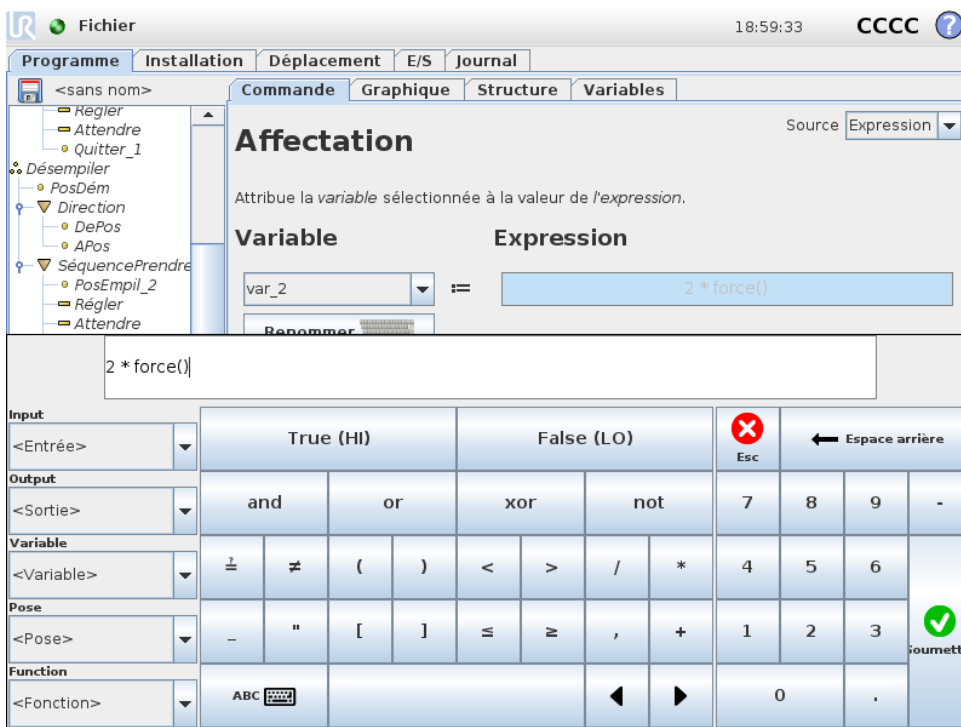 UR Fichier 18:59:33 CCCC ?
Programme Installation Déplacement E/S Journal
<sans nom> Commande Graphique Structure Variables
Régler
Attendre
Quitter_1
Désempiler
PosDém
Direction
DePos
APos
SéquencePrendre
PosEmpil_2
Régler
Attendre
Affectation
Source Expression
Attribue la variable sélectionnée à la valeur de l'expression.
Variable Expression
var_2 := 2 * force()
Renommer
2 * force()
Input
<Entrée>
Output
<Sortie>
Variable
<Variable>
Pose
<Pose>
Function
<Fonction>
True (HI) False (LO) Esc Espace arrière
and or xor not 7 8 9 -
≟ ≠ ( ) < > / * 4 5 6
_ " [ ] ≤ ≥ , + 1 2 3
Soumett
ABC 0 .